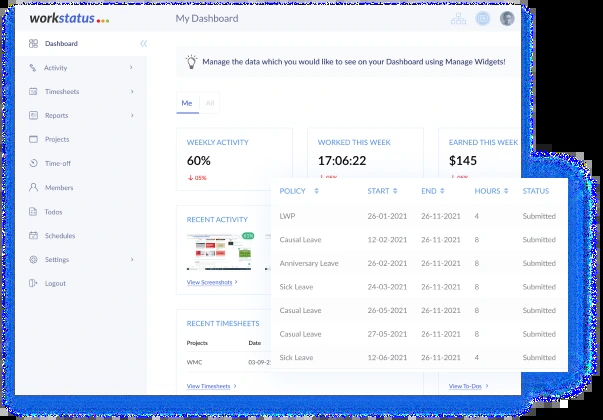 workstatus
My Dashboard
Dashboard
Activity
Timesheets
Reports
Projects
Time-off
Members
Todos
Schedules
Settings
Logout
Manage the data which you would like to see on your Dashboard using Manage Widgets!
Me
All
WEEKLY ACTIVITY
60%
05%
WORKED THIS WEEK
17:06:22
EARNED THIS WEEK
$145
RECENT ACTIVITY
View Screenshots >
RECENT TIMESHEETS
Projects Date
WMC 03-09-2
View Timesheets >
View To-Dos >
POLICY START END HOURS STATUS
LWP 26-01-2021 26-11-2021 4 Submitted
Causal Leave 12-02-2021 26-11-2021 8 Submitted
Anniversary Leave 26-02-2021 26-11-2021 8 Submitted
Sick Leave 24-03-2021 26-11-2021 8 Submitted
Casual Leave 26-05-2021 26-11-2021 8 Submitted
Casual Leave 27-05-2021 26-11-2021 8 Submitted
Sick Leave 12-06-2021 26-11-2021 4 Submitted